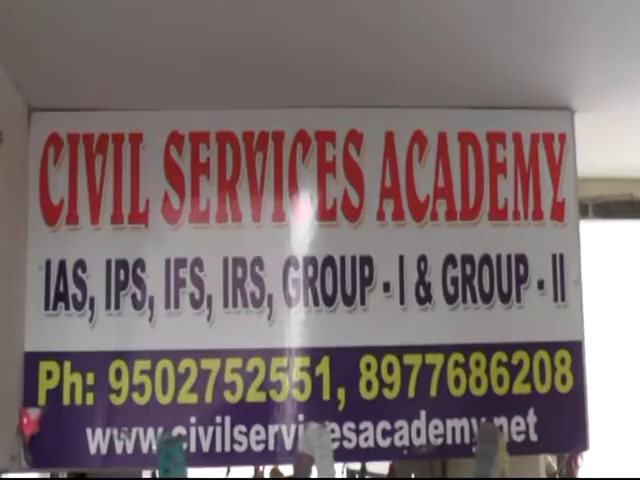 CIVIL SERVICES ACADEMY
IAS, IPS, IFS, IRS, GROUP - I & GROUP - II
Ph: 9502752551, 8977686208
www.civilservicesacademy.net